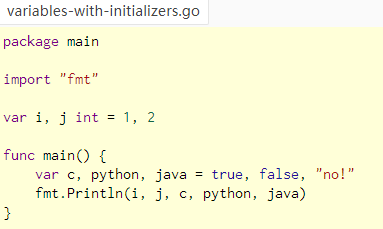 variables-with-initializers.go
package main
import "fmt"
var i, j int = 1, 2
func main() {
    var c, python, java = true, false, "no!"
    fmt.Println(i, j, c, python, java)
}